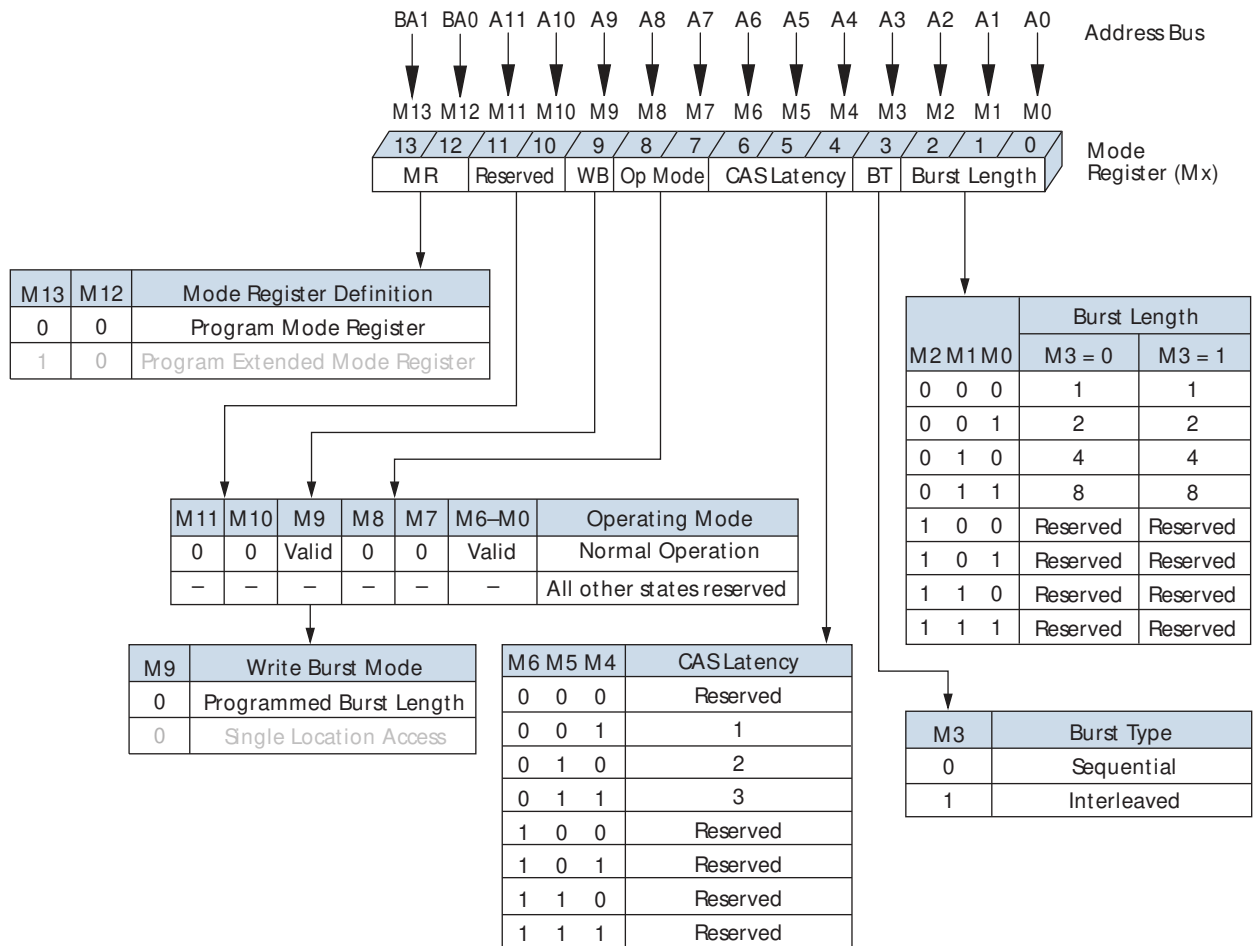 BA1 BA0 A11 A10 A9 A8 A7 A6 A5 A4 A3 A2 A1 A0
Address Bus
M13 M12 M11 M10 M9 M8 M7 M6 M5 M4 M3 M2 M1 M0
13 12 11 10 9 8 7 6 5 4 3 2 1 0
MR Reserved WB Op Mode CAS Latency BT Burst Length
Mode
Register (Mx)
M13 M12 Mode Register Definition
0 0 Program Mode Register
1 0 Program Extended Mode Register
Burst Length
M2 M1 M0 M3 = 0 M3 = 1
0 0 0 1 1
0 0 1 2 2
0 1 0 4 4
0 1 1 8 8
1 0 0 Reserved Reserved
1 0 1 Reserved Reserved
1 1 0 Reserved Reserved
1 1 1 Reserved Reserved
M11 M10 M9 M8 M7 M6–M0 Operating Mode
0 0 Valid 0 0 Valid Normal Operation
– – – – – – All other states reserved
M9 Write Burst Mode
0 Programmed Burst Length
0 Single Location Access
M6 M5 M4 CAS Latency
0 0 0 Reserved
0 0 1 1
0 1 0 2
0 1 1 3
1 0 0 Reserved
1 0 1 Reserved
1 1 0 Reserved
1 1 1 Reserved
M3 Burst Type
0 Sequential
1 Interleaved